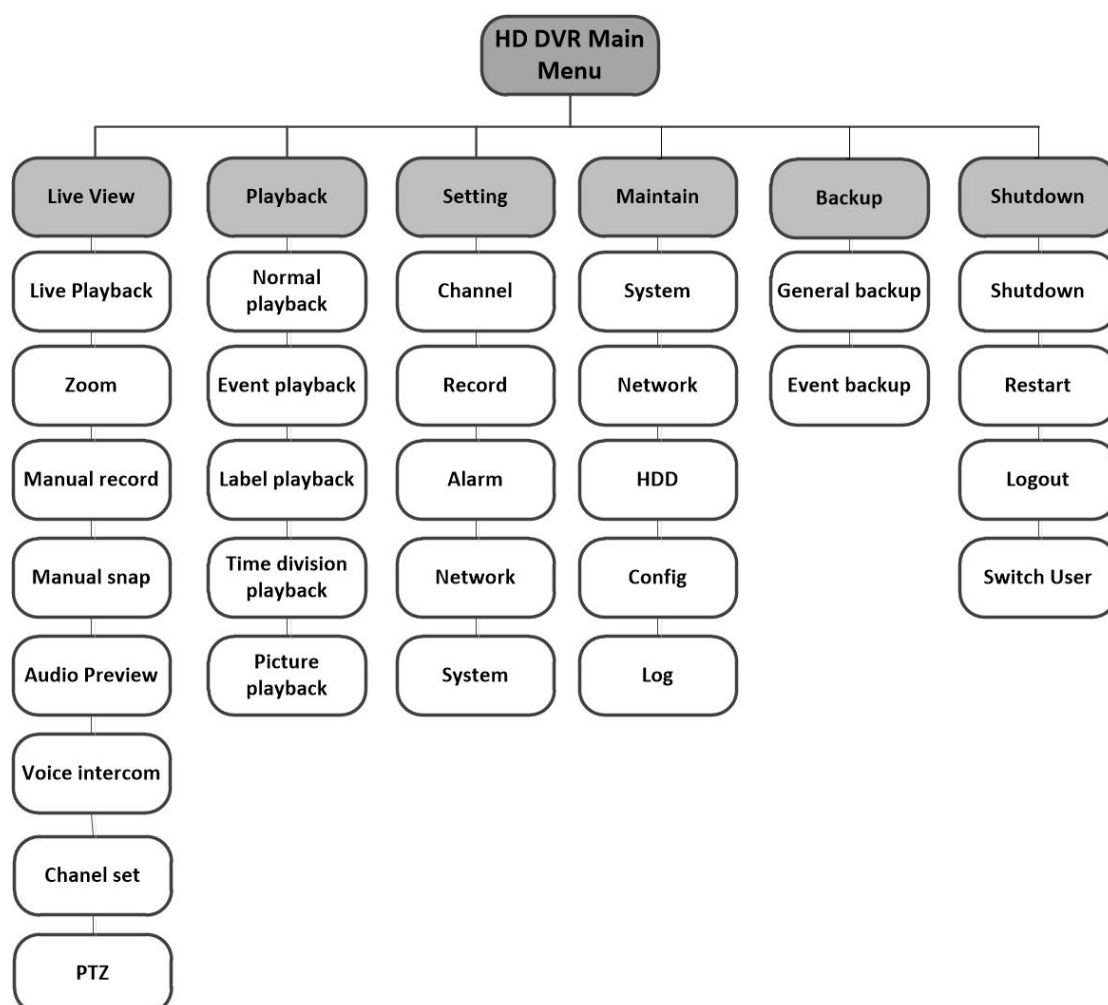 HD DVR Main
Menu
Live View
Playback
Setting
Maintain
Backup
Shutdown
Live Playback
Normal
playback
Channel
System
General backup
Shutdown
Zoom
Event playback
Record
Network
Event backup
Restart
Manual record
Label playback
Alarm
HDD
Logout
Manual snap
Time division
playback
Network
Config
Switch User
Audio Preview
Picture
playback
System
Log
Voice intercom
Chanel set
PTZ